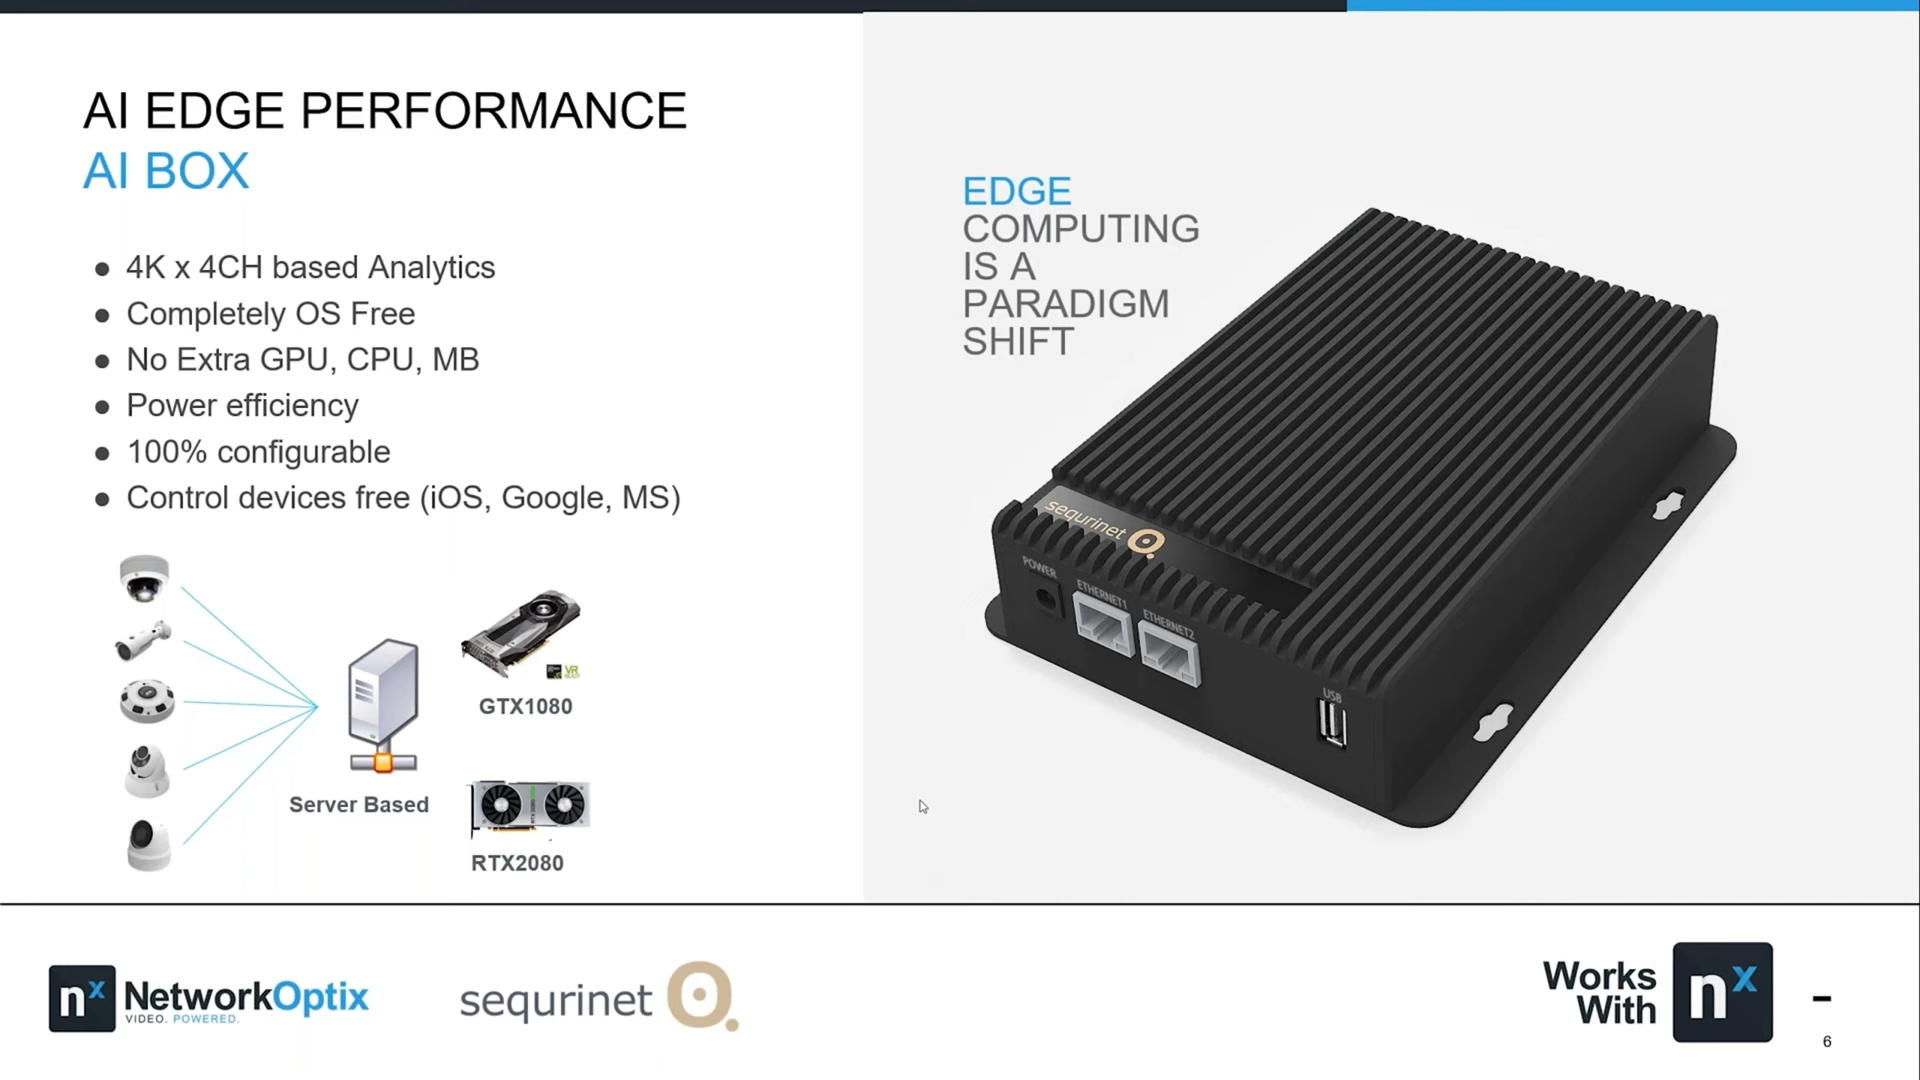 AI EDGE PERFORMANCE
AI BOX
● 4K x 4CH based Analytics
● Completely OS Free
● No Extra GPU, CPU, MB
● Power efficiency
● 100% configurable
● Control devices free (iOS, Google, MS)
Server Based
GTX1080
RTX2080
EDGE
COMPUTING
IS A
PARADIGM
SHIFT
sequrinet
POWER
ETHERNET1
ETHERNET2
USB
nx NetworkOptix
VIDEO. POWERED.
sequrinet
Works
With
nx
6